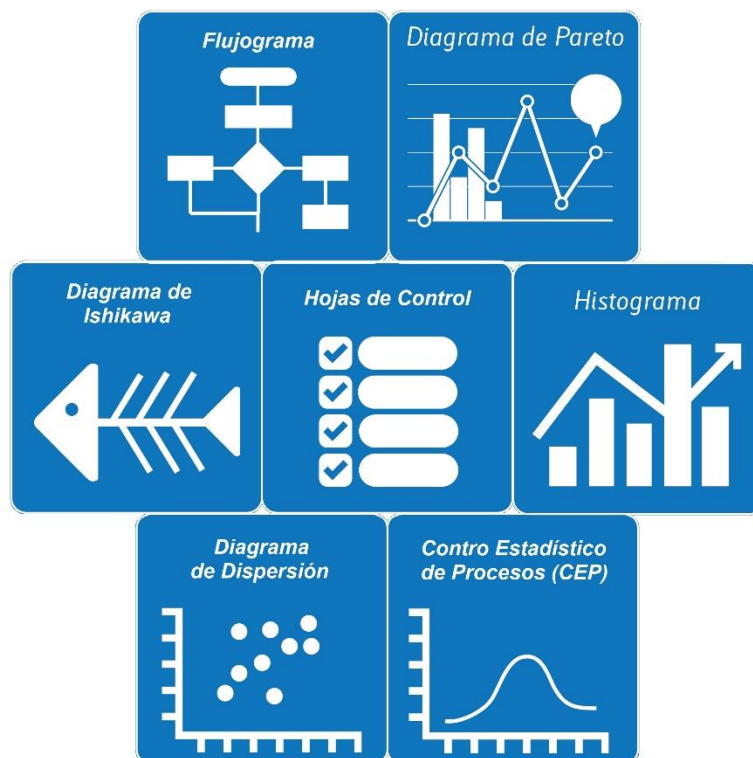 Flujograma
Diagrama de Pareto
Diagrama de
Ishikawa
Hojas de Control
Histograma
Diagrama
de Dispersión
Contro Estadístico
de Procesos (CEP)